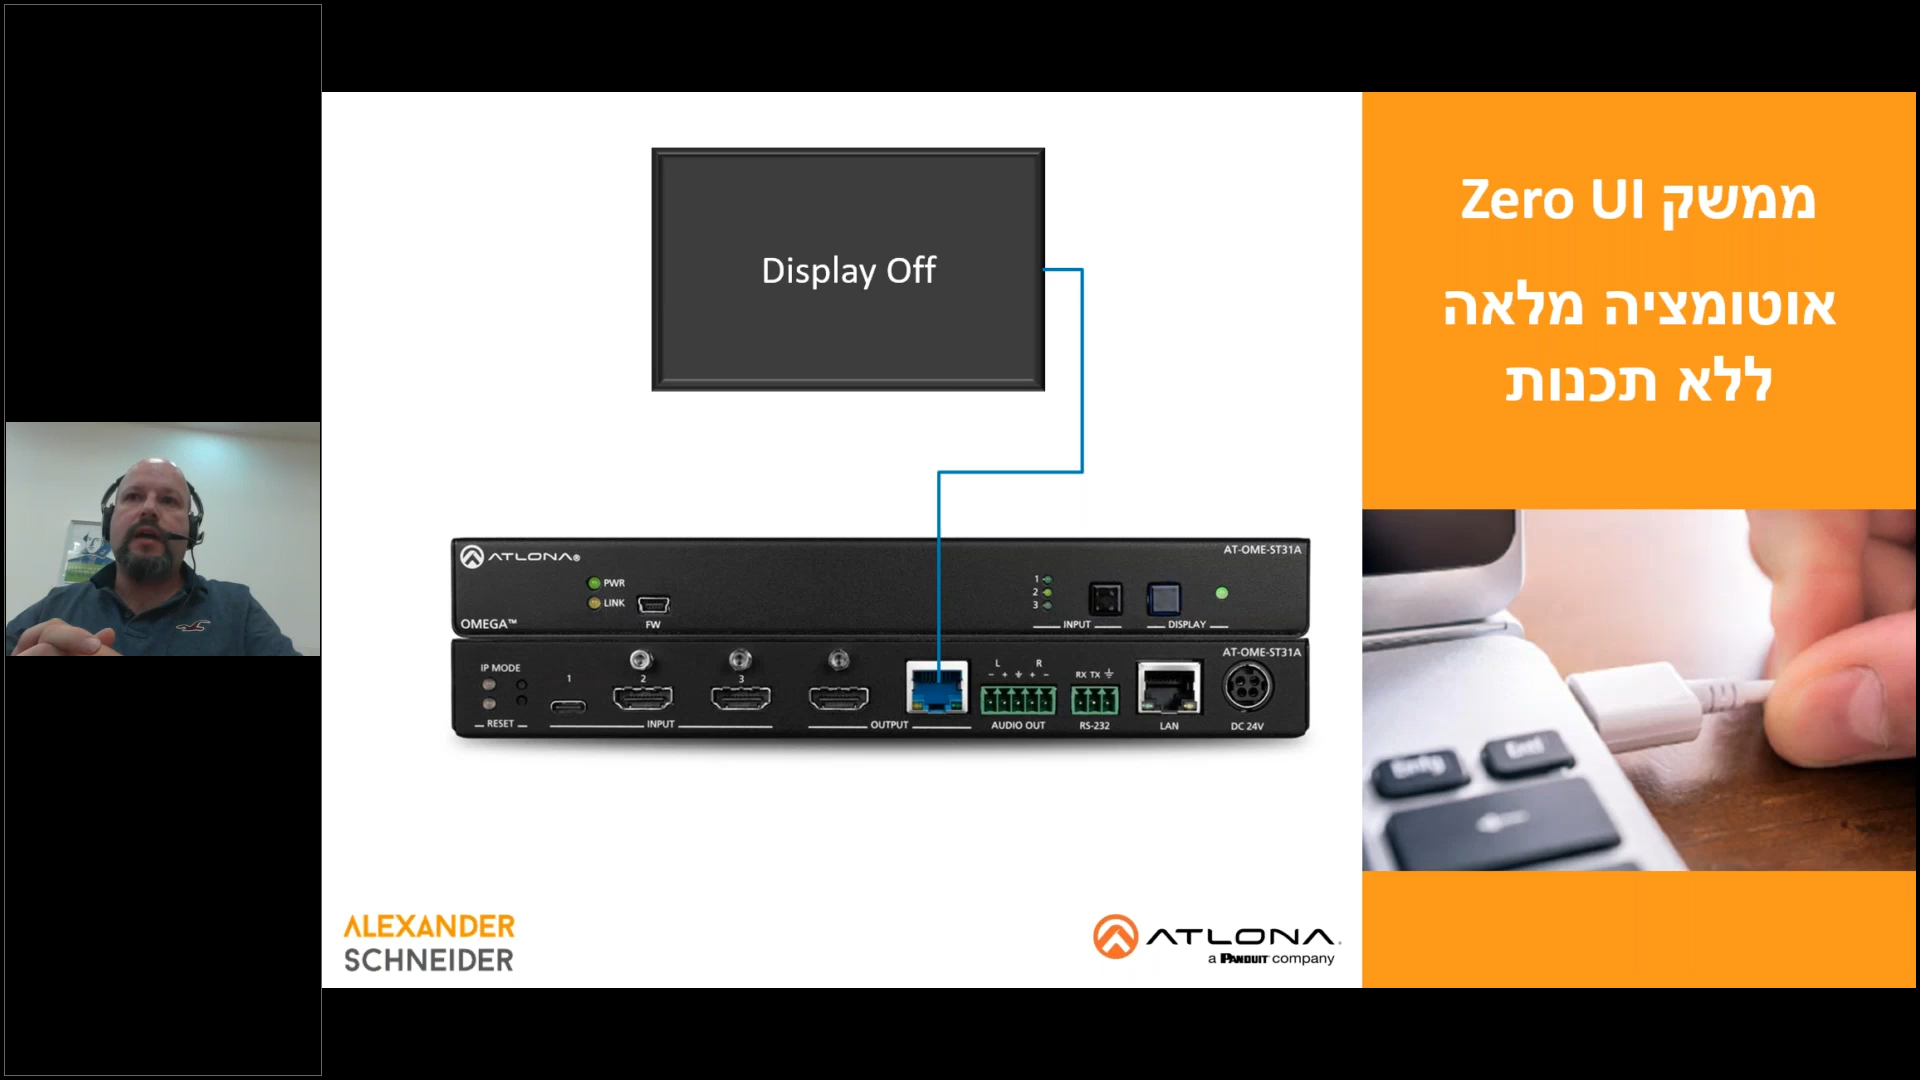 Display Off
ממשק Zero UI
אוטומציה מלאה
ללא תכנות
ATLONA®
AT-OME-ST31A
PWR
LINK
FW
OMEGA™
1
2
3
INPUT
DISPLAY
AT-OME-ST31A
IP MODE
RESET
1
2
3
INPUT
OUTPUT
L R
- + + -
AUDIO OUT
RX TX
RS-232
LAN
DC 24V
End
ALEXANDER
SCHNEIDER
ATLONA
a PANDUIT company